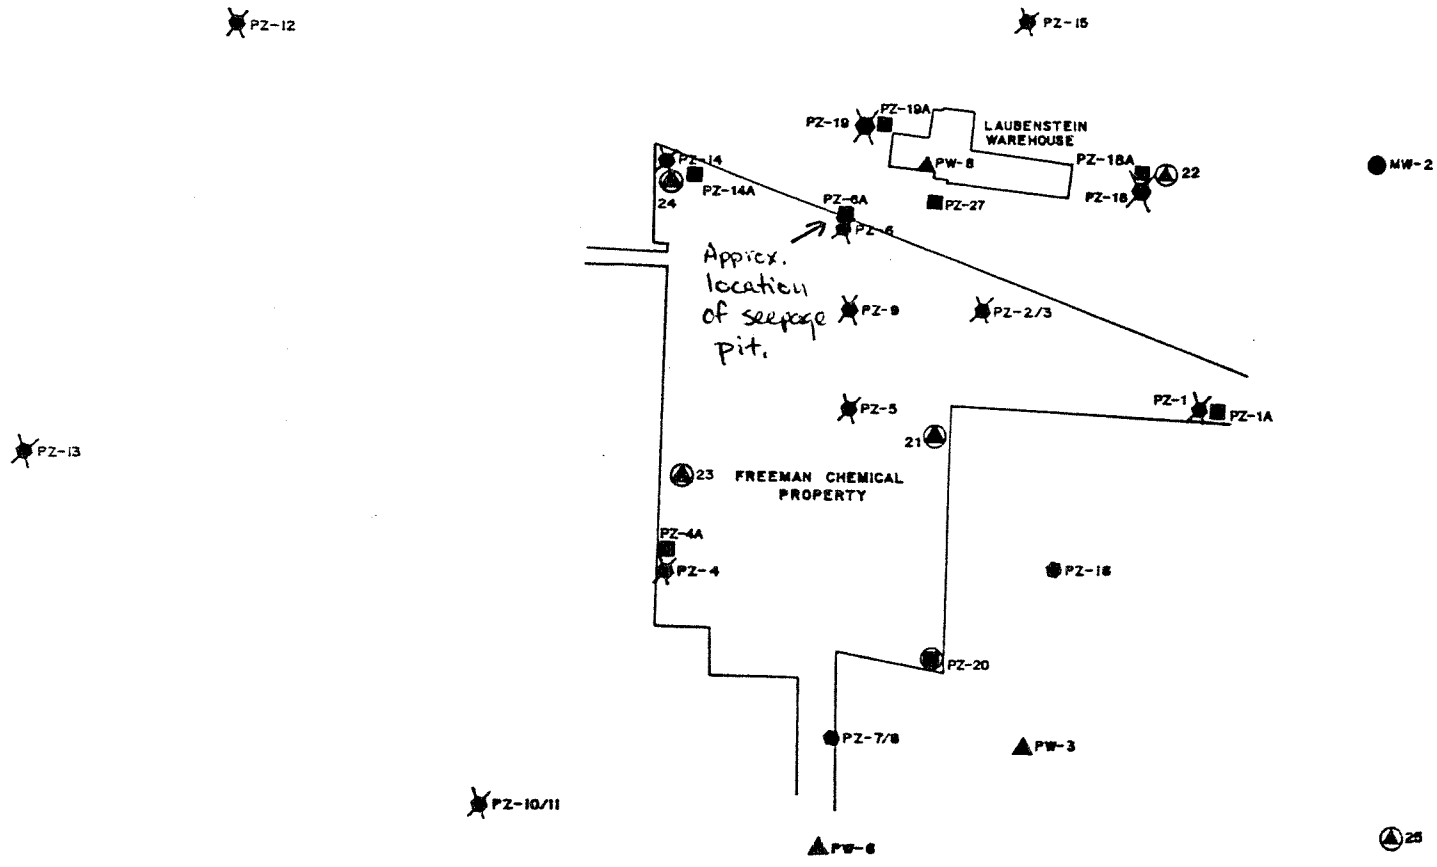 PZ-12
PZ-15
PZ-19
PZ-19A
LAUBENSTEIN
WAREHOUSE
PZ-14
PW-8
PZ-18A
22
MW-2
24
PZ-14A
PZ-6A
PZ-27
PZ-18
PZ-6
Approx.
location
of seepage
pit.
PZ-9
PZ-2/3
PZ-5
PZ-1
PZ-1A
21
PZ-13
23
FREEMAN CHEMICAL
PROPERTY
PZ-4A
PZ-4
PZ-16
PZ-20
PZ-7/8
PW-3
PZ-10/11
PW-6
25